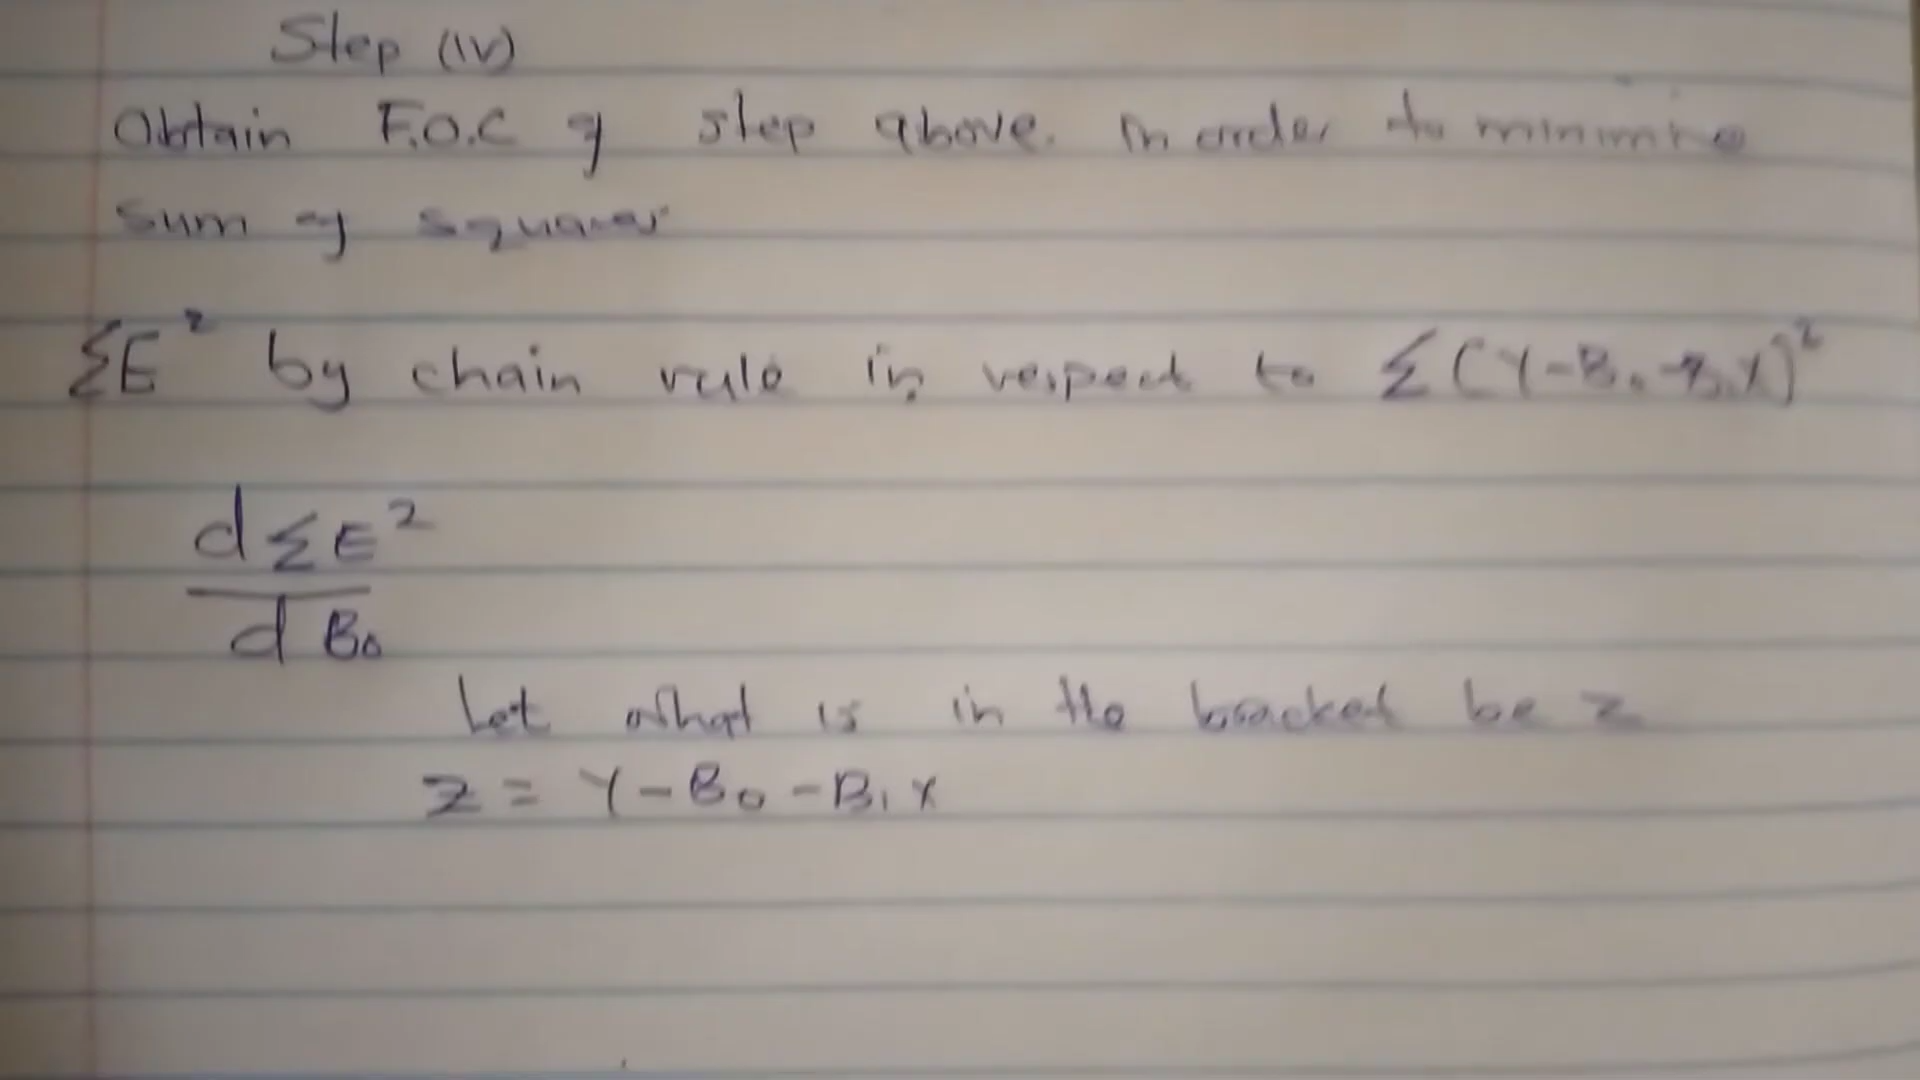 Step (IV)
Obtain F.O.C of step above. In order to minimize
sum of squares
ΣE² by chain rule in respect to Σ(Y-B₀-B₁X)²
dΣE²
dB₀
Let what is in the bracket be z
z = Y-B₀-B₁X